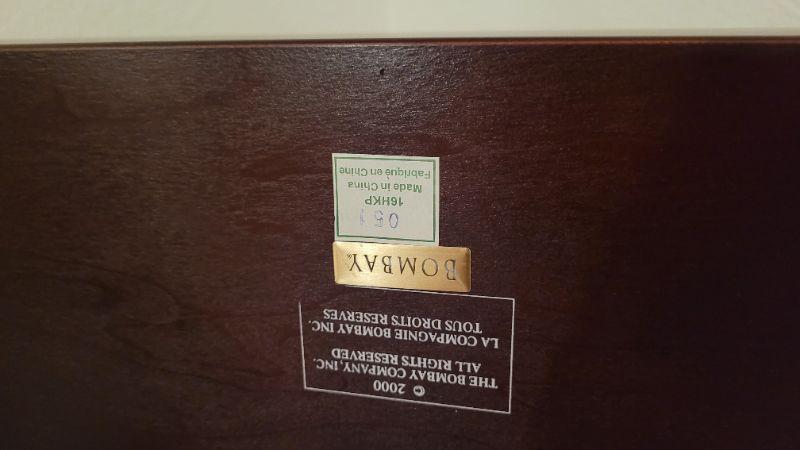 © 2000
THE BOMBAY COMPANY, INC.
ALL RIGHTS RESERVED
LA COMPAGNIE BOMBAY INC.
TOUS DROITS RESERVES
BOMBAY
051
16HKP
Made in China
Fabriqué en Chine